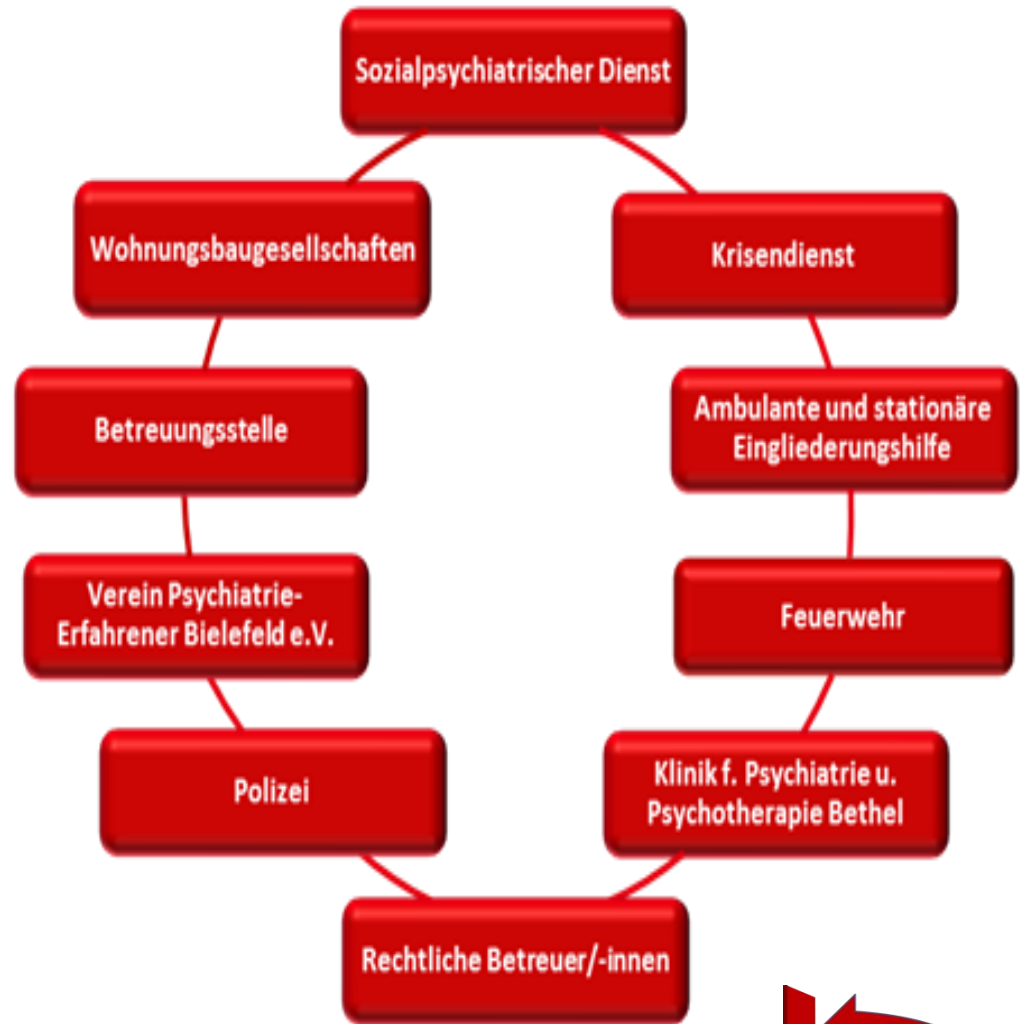 Sozialpsychiatrischer Dienst
Wohnungsbaugesellschaften
Krisendienst
Betreuungsstelle
Ambulante und stationäre
Eingliederungshilfe
Verein Psychiatrie-
Erfahrener Bielefeld e.V.
Feuerwehr
Polizei
Klinik f. Psychiatrie u.
Psychotherapie Bethel
Rechtliche Betreuer/-innen